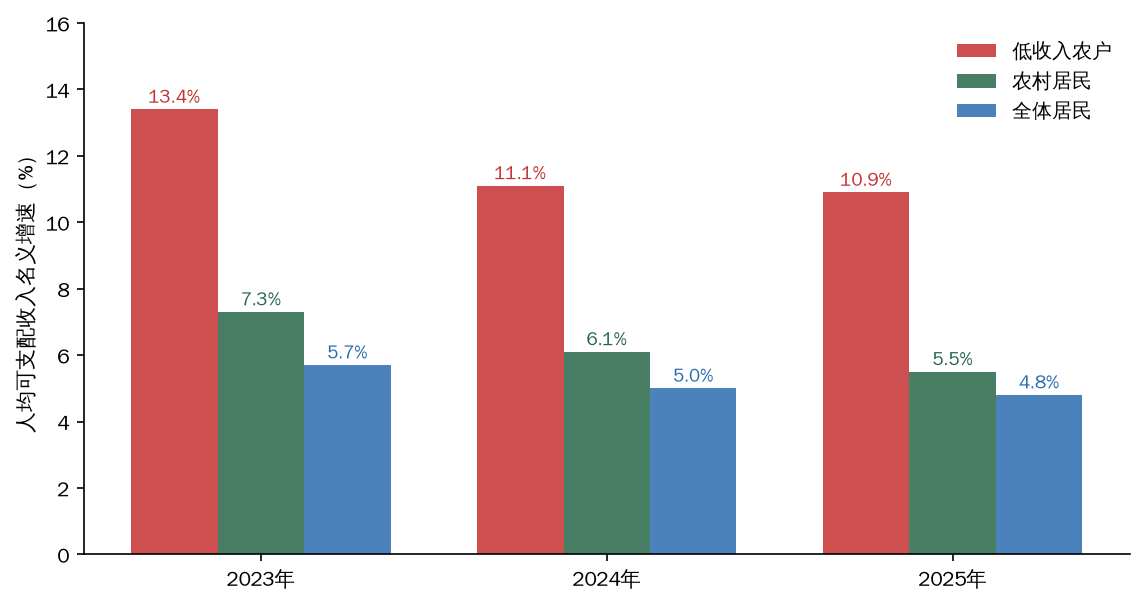 人均可支配收入名义增速（%）
16
14
12
10
8
6
4
2
0
低收入农户
农村居民
全体居民
13.4%
7.3%
5.7%
11.1%
6.1%
5.0%
10.9%
5.5%
4.8%
2023年
2024年
2025年